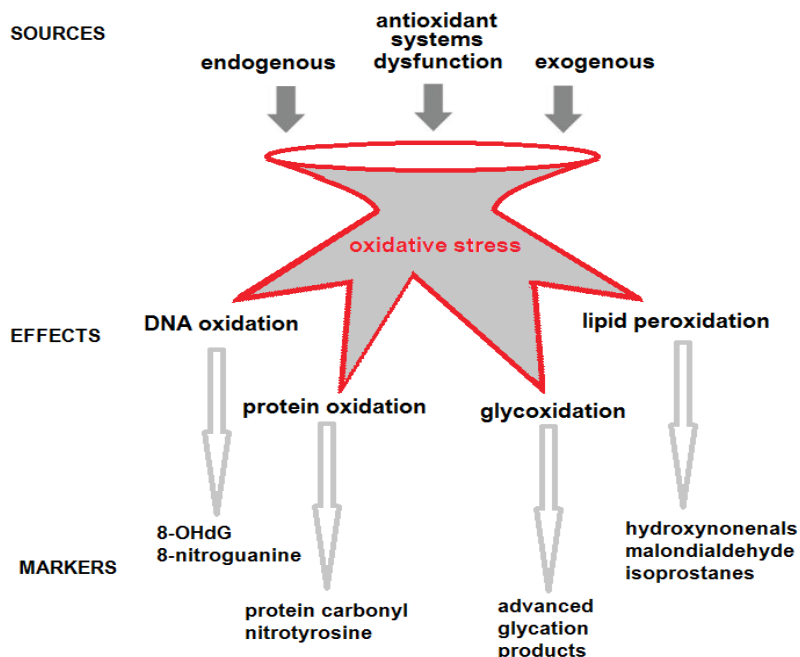 SOURCES
endogenous
antioxidant
systems
dysfunction
exogenous
oxidative stress
EFFECTS
DNA oxidation
protein oxidation
glycoxidation
lipid peroxidation
MARKERS
8-OHdG
8-nitroguanine
protein carbonyl
nitrotyrosine
advanced
glycation
products
hydroxynonenals
malondialdehyde
isoprostanes